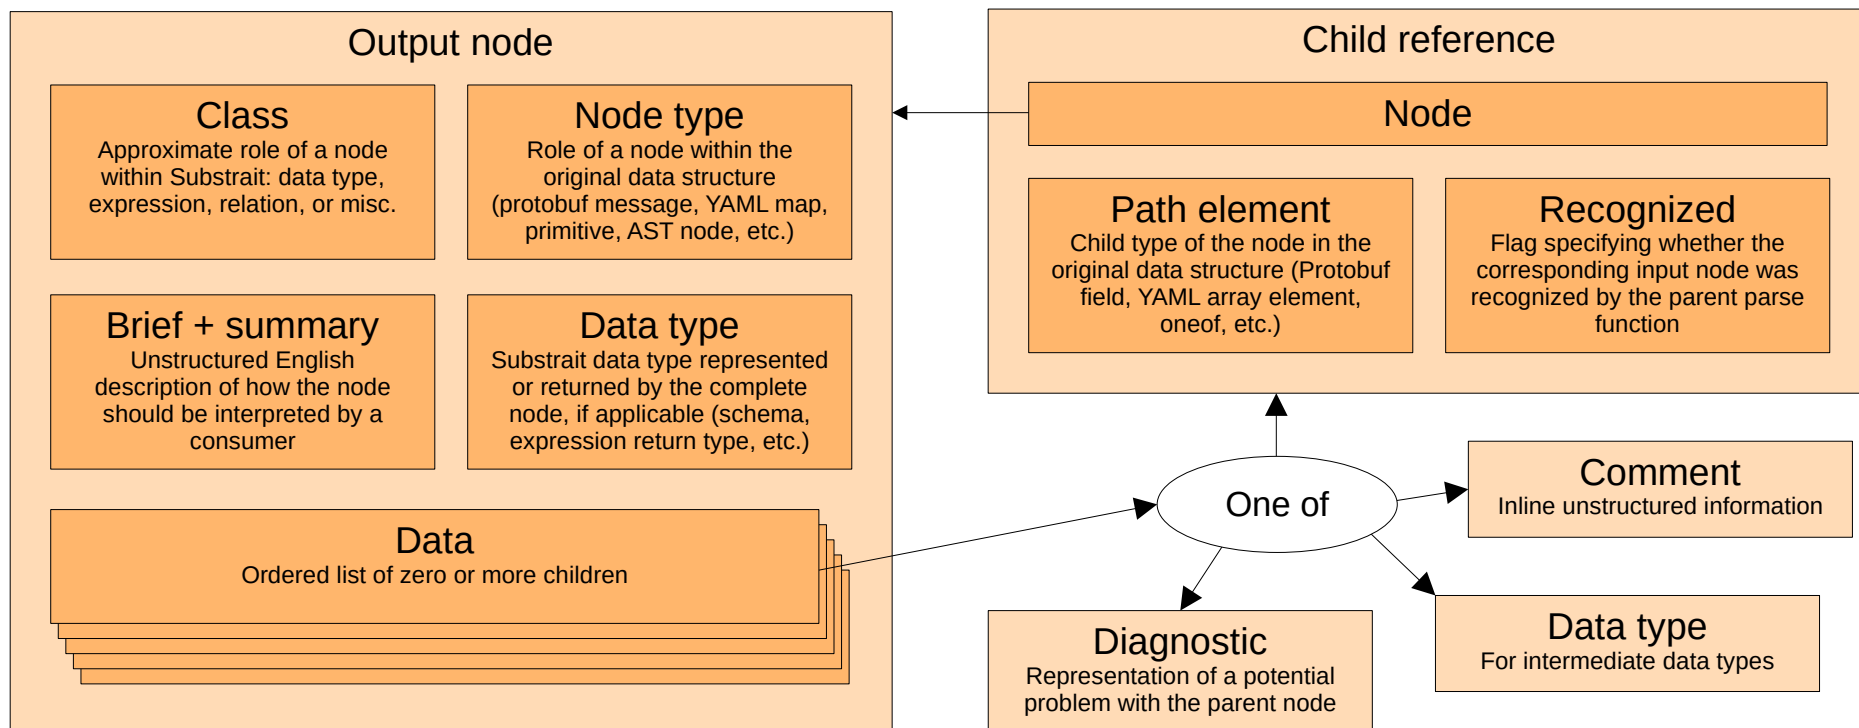 Output node
Class
Approximate role of a node
within Substrait: data type,
expression, relation, or misc.
Node type
Role of a node within the
original data structure
(protobuf message, YAML map,
primitive, AST node, etc.)
Brief + summary
Unstructured English
description of how the node
should be interpreted by a
consumer
Data type
Substrait data type represented
or returned by the complete
node, if applicable (schema,
expression return type, etc.)
Data
Ordered list of zero or more children
Child reference
Node
Path element
Child type of the node in the
original data structure (Protobuf
field, YAML array element,
oneof, etc.)
Recognized
Flag specifying whether the
corresponding input node was
recognized by the parent parse
function
One of
Comment
Inline unstructured information
Diagnostic
Representation of a potential
problem with the parent node
Data type
For intermediate data types